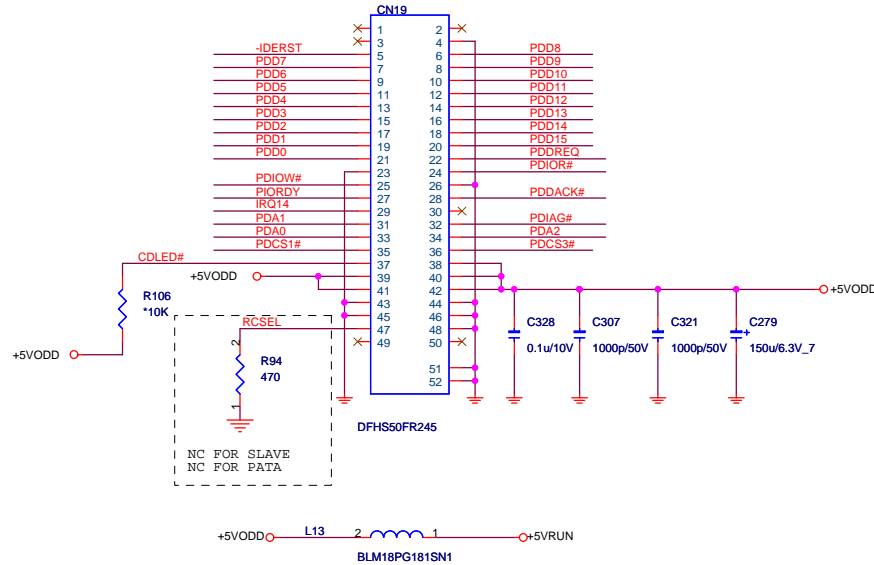 CN19
1 2
3 4
-IDERST 5 6 PDD8
PDD7 7 8 PDD9
PDD6 9 10 PDD10
PDD5 11 12 PDD11
PDD4 13 14 PDD12
PDD3 15 16 PDD13
PDD2 17 18 PDD14
PDD1 19 20 PDD15
PDD0 21 22 PDDREQ
23 24 PDIOR#
PDIOW# 25 26
PIORDY 27 28 PDDACK#
IRQ14 29 30
PDA1 31 32 PDIAG#
PDA0 33 34 PDA2
PDCS1# 35 36 PDCS3#
CDLED# 37 38
+5VODD 39 40
41 42 +5VODD
43 44
45 46
RCSEL 47 48
49 50
51
52
R106
*10K
+5VODD
2
R94
470
1
NC FOR SLAVE
NC FOR PATA
C328
0.1u/10V
C307
1000p/50V
C321
1000p/50V
C279
+
150u/6.3V_7
DFHS50FR245
+5VODD L13 2 1 +5VRUN
BLM18PG181SN1